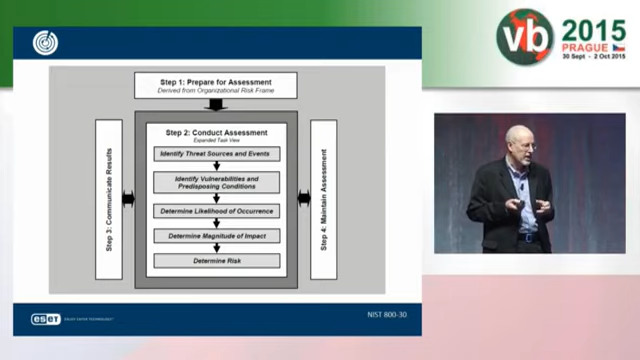 vb
2015
PRAGUE
30 Sept - 2 Oct 2015
Step 1: Prepare for Assessment
Derived from Organizational Risk Frame
Step 2: Conduct Assessment
Expanded Task View
Identify Threat Sources and Events
Identify Vulnerabilities and
Predisposing Conditions
Determine Likelihood of Occurrence
Determine Magnitude of Impact
Determine Risk
Step 3: Communicate Results
Step 4: Maintain Assessment
eset
ENJOY SAFER TECHNOLOGY
NIST 800-30